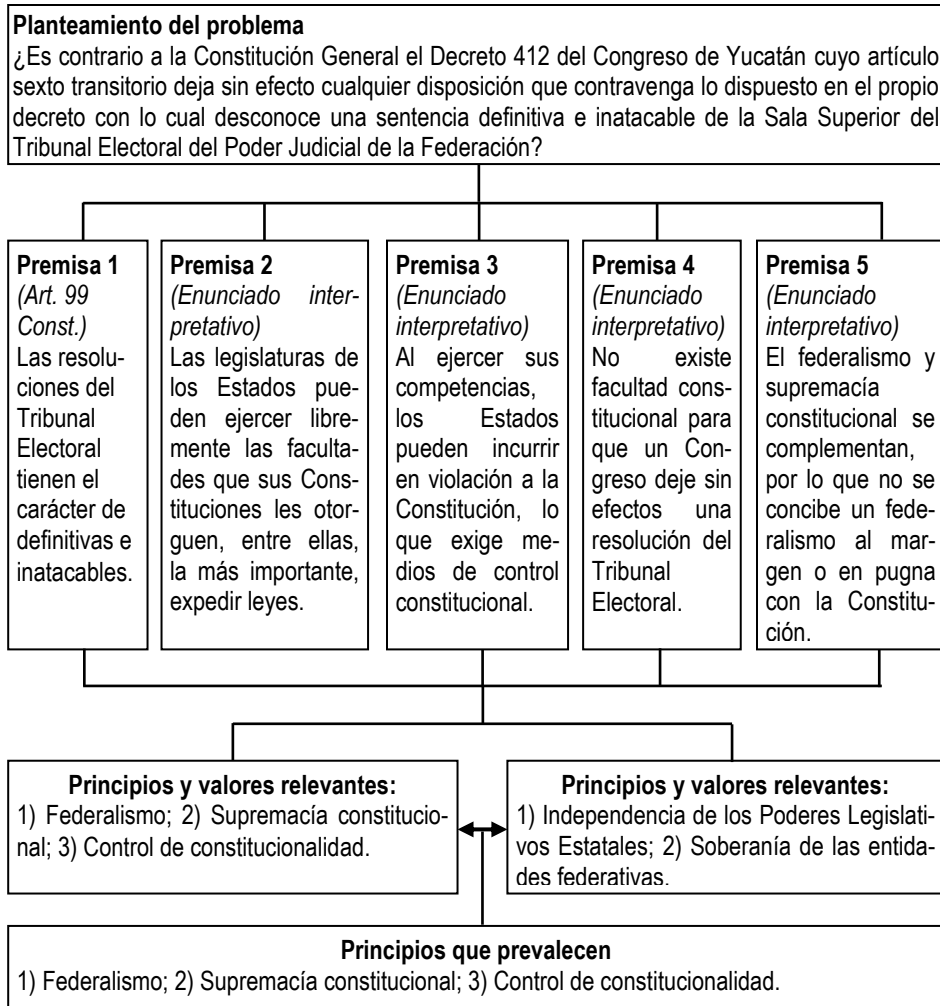 Planteamiento del problema
¿Es contrario a la Constitución General el Decreto 412 del Congreso de Yucatán cuyo artículo
sexto transitorio deja sin efecto cualquier disposición que contravenga lo dispuesto en el propio
decreto con lo cual desconoce una sentencia definitiva e inatacable de la Sala Superior del
Tribunal Electoral del Poder Judicial de la Federación?
Premisa 1
(Art. 99
Const.)
Las resolu-
ciones del
Tribunal
Electoral
tienen el
carácter de
definitivas e
inatacables.
Premisa 2
(Enunciado inter-
pretativo)
Las legislaturas de
los Estados pue-
den ejercer libre-
mente las faculta-
des que sus Cons-
tituciones les otor-
guen, entre ellas,
la más importante,
expedir leyes.
Premisa 3
(Enunciado
interpretativo)
Al ejercer sus
competencias,
los Estados
pueden incurrir
en violación a la
Constitución, lo
que exige me-
dios de control
constitucional.
Premisa 4
(Enunciado
interpretativo)
No existe
facultad cons-
titucional para
que un Con-
greso deje sin
efectos una
resolución del
Tribunal
Electoral.
Premisa 5
(Enunciado
interpretativo)
El federalismo y
supremacía
constitucional se
complementan,
por lo que no se
concibe un fede-
ralismo al mar-
gen o en pugna
con la Constitu-
ción.
Principios y valores relevantes:
1) Federalismo; 2) Supremacía constitucio-
nal; 3) Control de constitucionalidad.
Principios y valores relevantes:
1) Independencia de los Poderes Legislati-
vos Estatales; 2) Soberanía de las enti-
dades federativas.
Principios que prevalecen
1) Federalismo; 2) Supremacía constitucional; 3) Control de constitucionalidad.